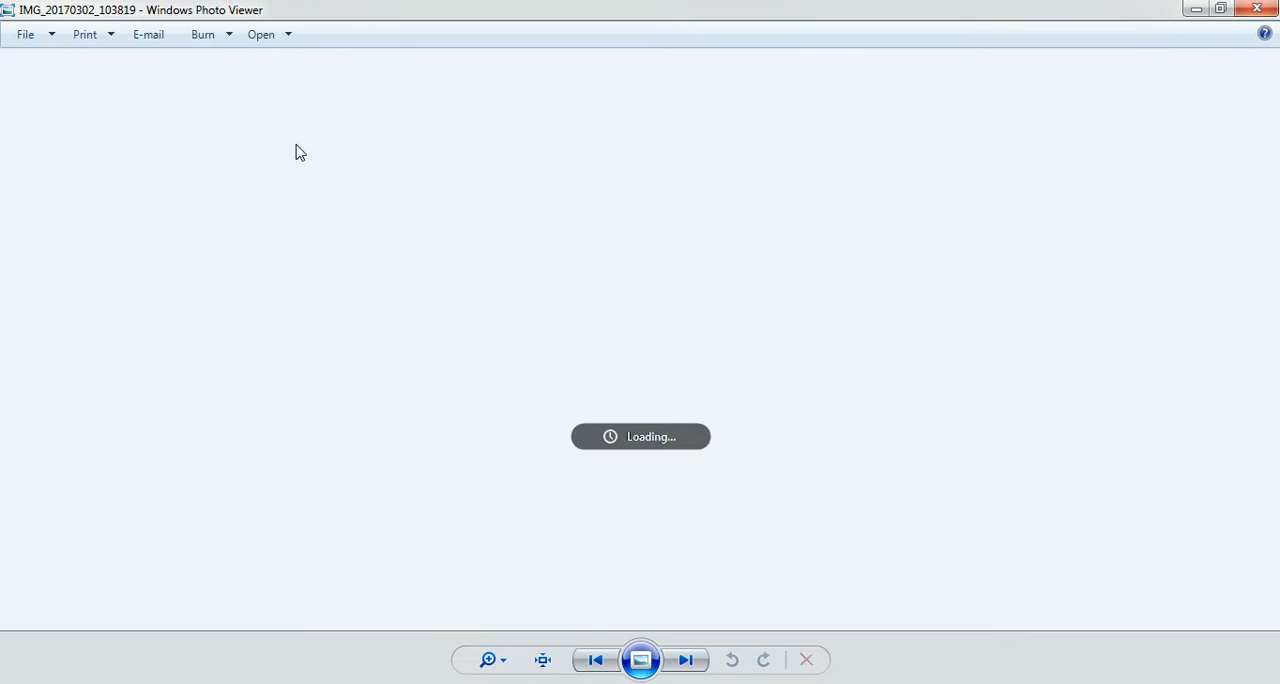 IMG_20170302_103819 - Windows Photo Viewer
File Print E-mail Burn Open
Loading...